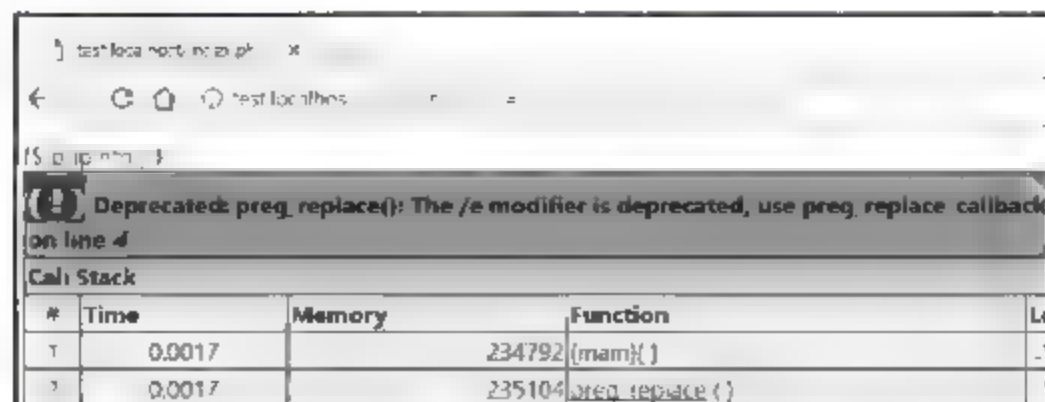 Deprecated: preg_replace(): The /e modifier is deprecated, use preg_replace_callback
on line 4
Call Stack
# Time Memory Function
1 0.0017 234792 {main}( )
2 0.0017 235104 preg_replace ( )